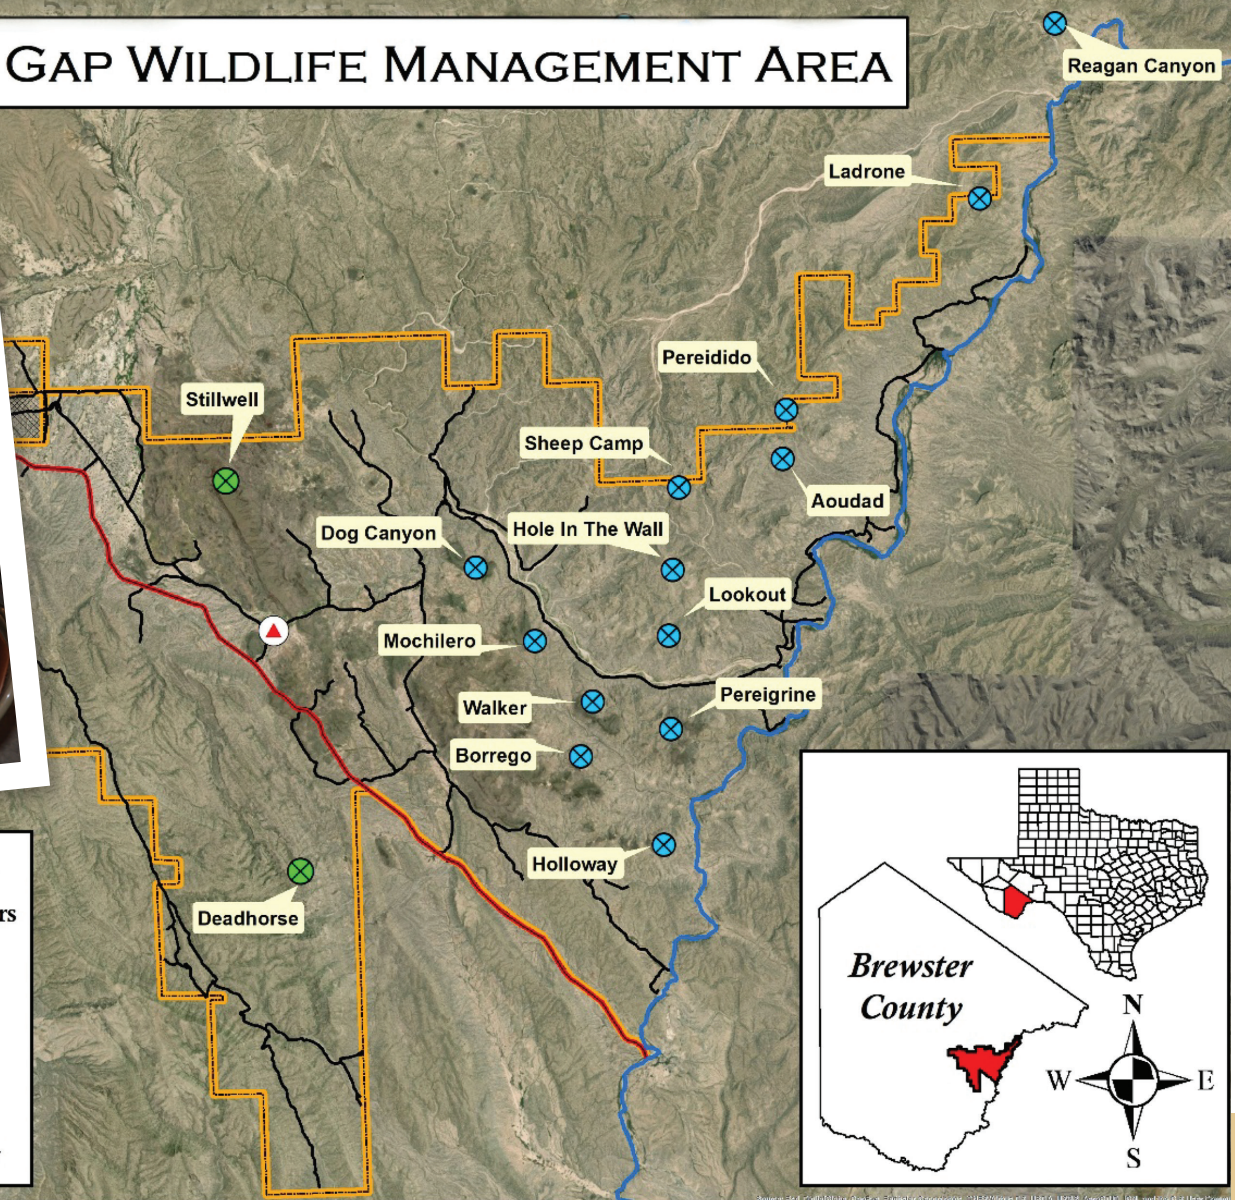 GAP WILDLIFE MANAGEMENT AREA
Reagan Canyon
Ladrone
Pereidido
Stillwell
Sheep Camp
Aoudad
Dog Canyon
Hole In The Wall
Lookout
Mochilero
Walker
Pereigrine
Borrego
Holloway
Deadhorse
rs
Brewster
County
N
W
E
S